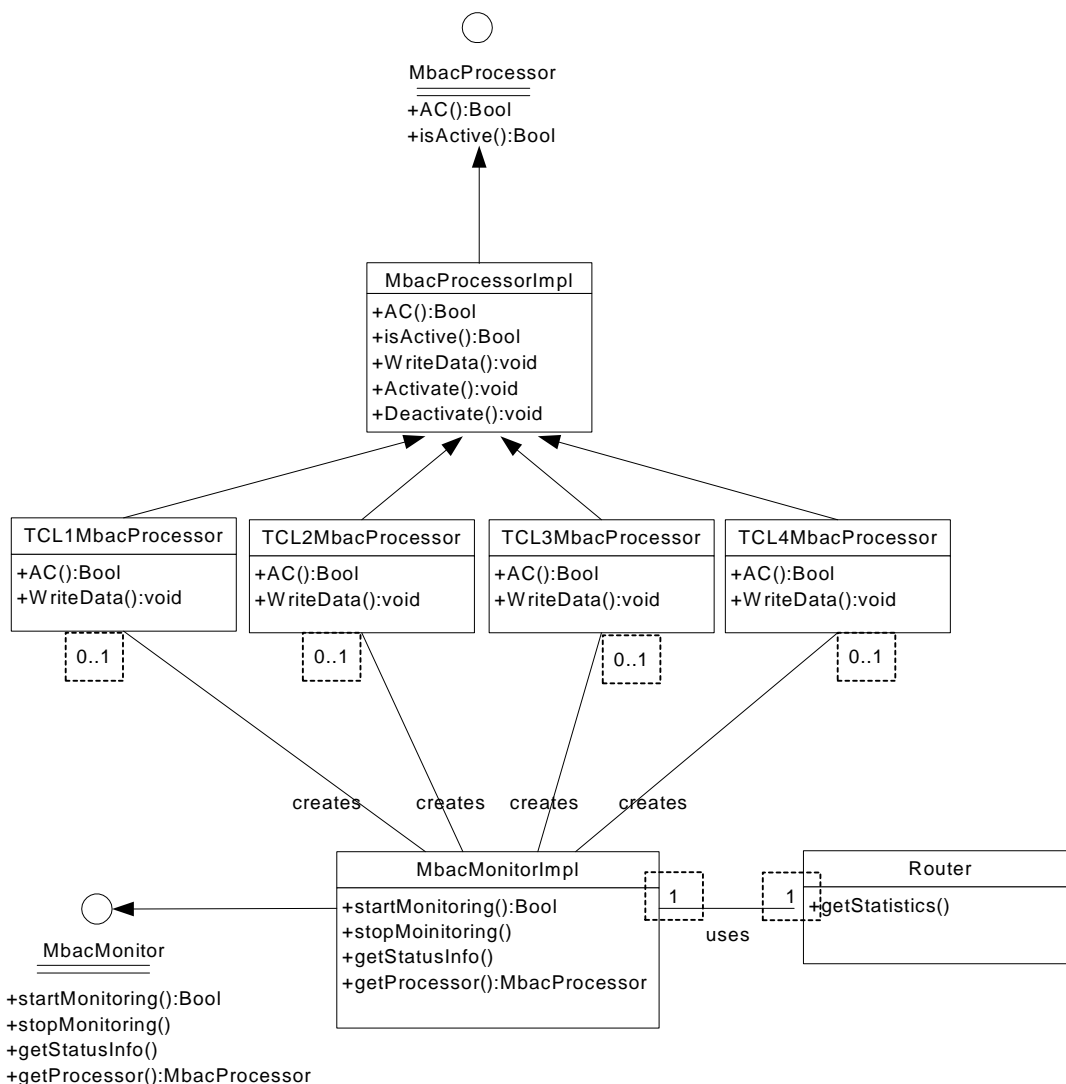 MbacProcessor
+AC():Bool
+isActive():Bool
MbacProcessorImpl
+AC():Bool
+isActive():Bool
+WriteData():void
+Activate():void
+Deactivate():void
TCL1MbacProcessor
+AC():Bool
+WriteData():void
TCL2MbacProcessor
+AC():Bool
+WriteData():void
TCL3MbacProcessor
+AC():Bool
+WriteData():void
TCL4MbacProcessor
+AC():Bool
+WriteData():void
0..1
0..1
0..1
0..1
creates
creates
creates
creates
MbacMonitorImpl
+startMonitoring():Bool
+stopMoinitoring()
+getStatusInfo()
+getProcessor():MbacProcessor
1
1
uses
Router
+getStatistics()
MbacMonitor
+startMonitoring():Bool
+stopMonitoring()
+getStatusInfo()
+getProcessor():MbacProcessor